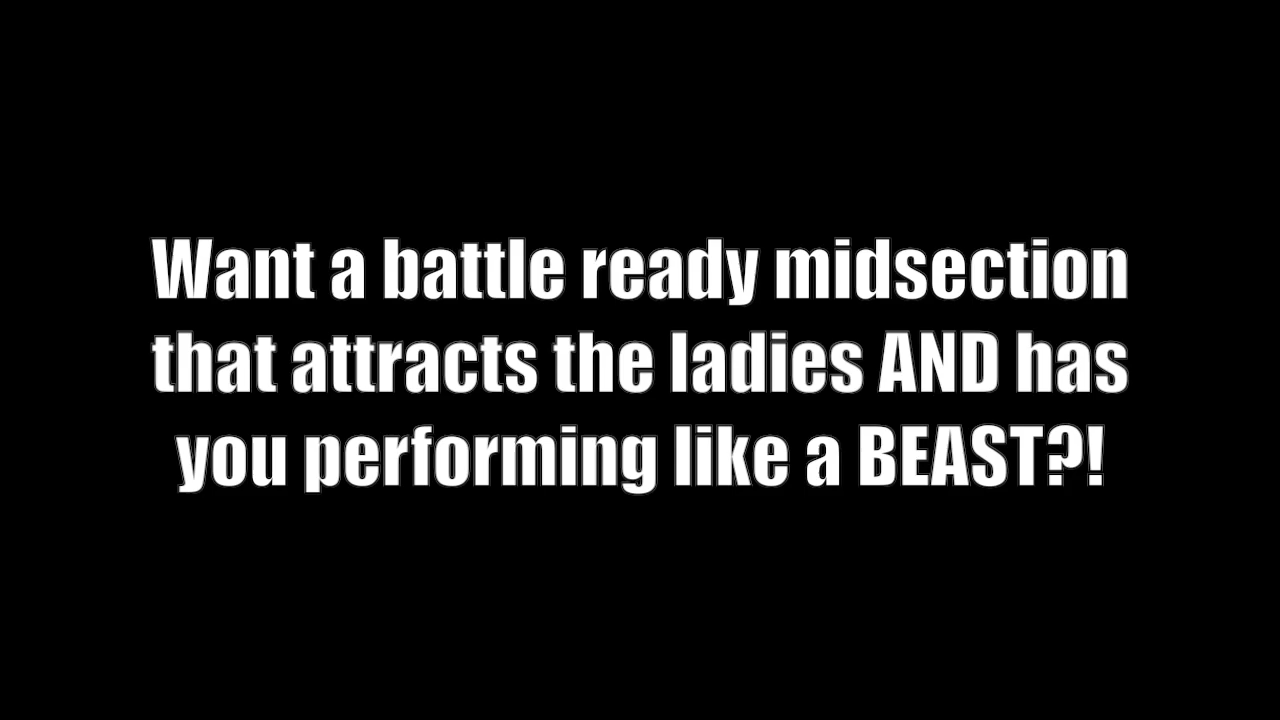 Want a battle ready midsection
that attracts the ladies AND has
you performing like a BEAST?!